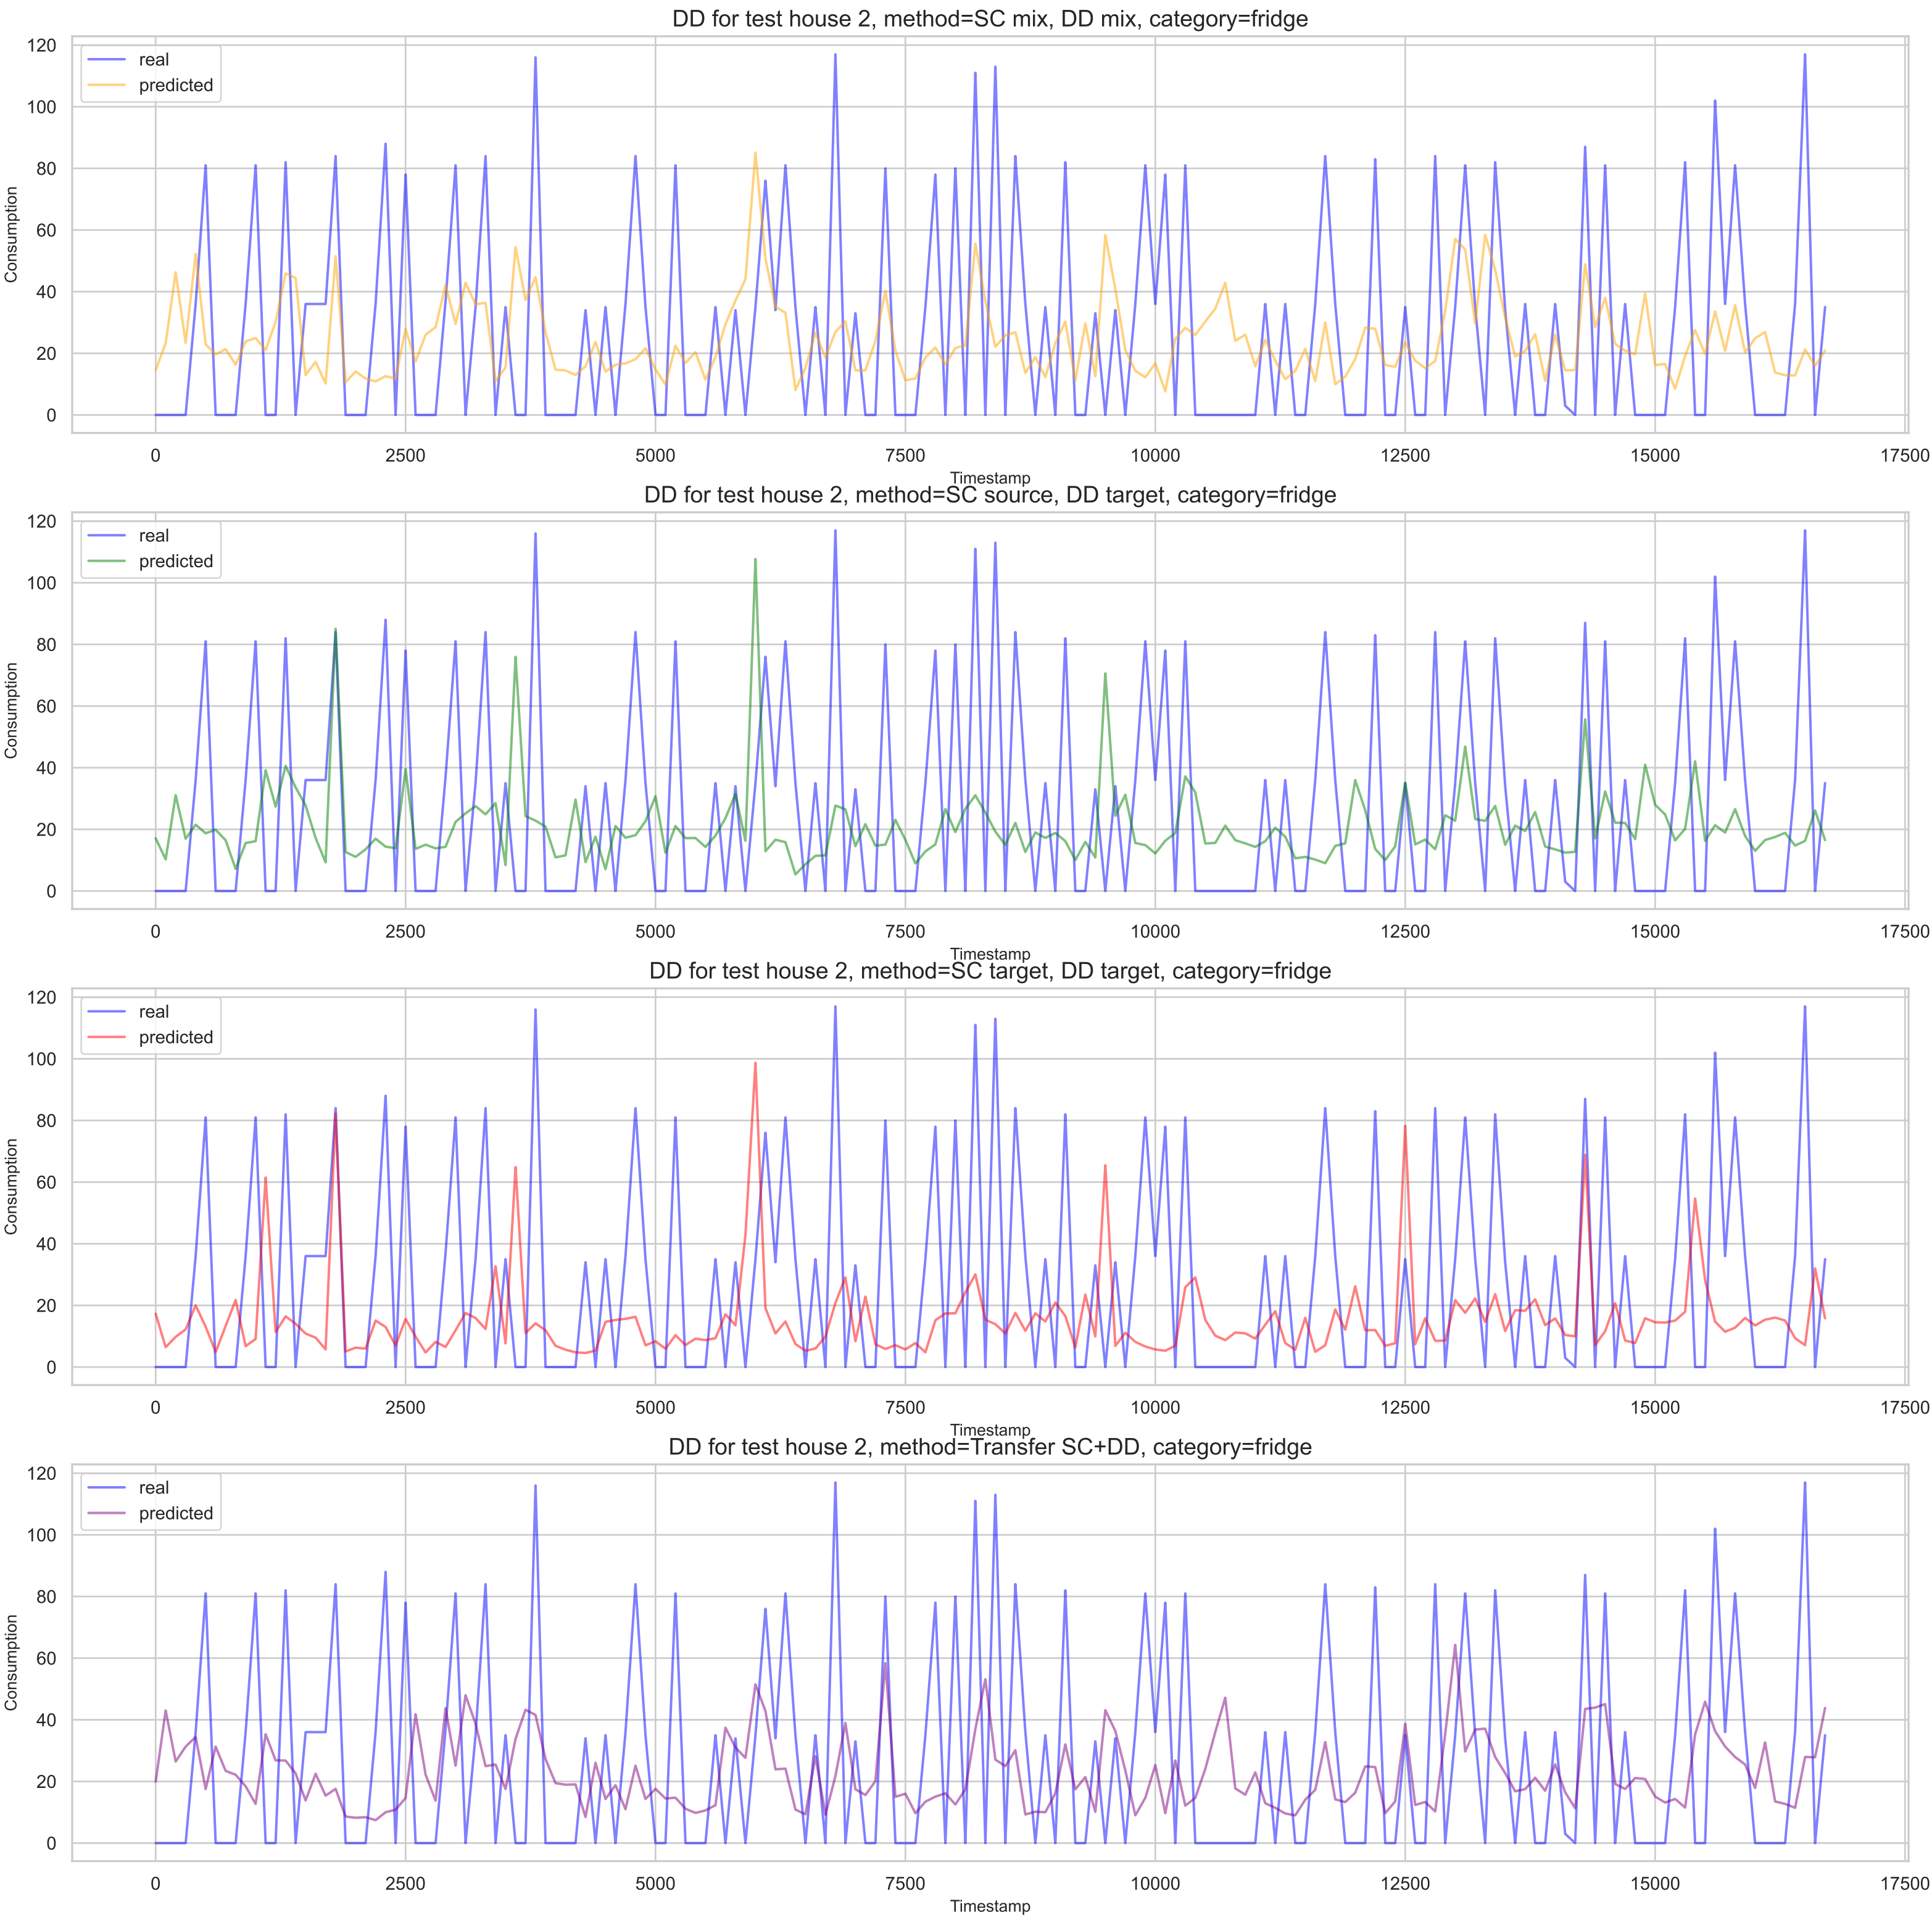 DD for test house 2, method=SC mix, DD mix, category=fridge
real
predicted
120
100
80
60
40
20
0
Consumption
0 2500 5000 7500 10000 12500 15000 17500
Timestamp
DD for test house 2, method=SC source, DD target, category=fridge
real
predicted
120
100
80
60
40
20
0
Consumption
0 2500 5000 7500 10000 12500 15000 17500
Timestamp
DD for test house 2, method=SC target, DD target, category=fridge
real
predicted
120
100
80
60
40
20
0
Consumption
0 2500 5000 7500 10000 12500 15000 17500
Timestamp
DD for test house 2, method=Transfer SC+DD, category=fridge
real
predicted
120
100
80
60
40
20
0
Consumption
0 2500 5000 7500 10000 12500 15000 17500
Timestamp